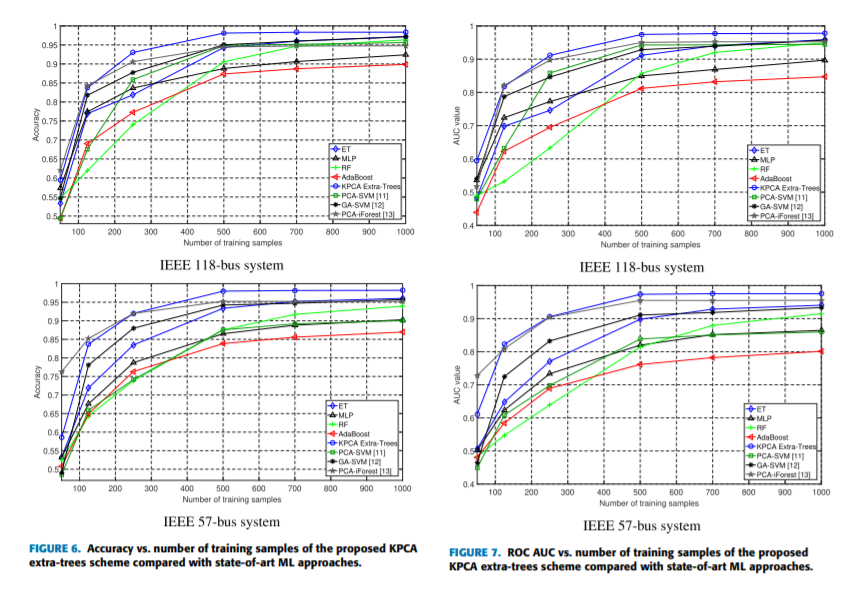 1
0.95
0.9
0.85
0.8
0.75
0.7
0.65
0.6
0.55
0.5
Accuracy
ET
MLP
RF
AdaBoost
KPCA Extra-Trees
PCA-SVM [11]
GA-SVM [12]
PCA-iForest [13]
100 200 300 400 500 600 700 800 900 1000
Number of training samples
IEEE 118-bus system
1
0.9
0.8
0.7
0.6
0.5
0.4
AUC value
ET
MLP
RF
AdaBoost
KPCA Extra-Trees
PCA-SVM [11]
GA-SVM [12]
PCA-iForest [13]
100 200 300 400 500 600 700 800 900 1000
Number of training samples
IEEE 118-bus system
1
0.95
0.9
0.85
0.8
0.75
0.7
0.65
0.6
0.55
0.5
Accuracy
ET
MLP
RF
AdaBoost
KPCA Extra-Trees
PCA-SVM [11]
GA-SVM [12]
PCA-iForest [13]
100 200 300 400 500 600 700 800 900 1000
Number of training samples
IEEE 57-bus system
FIGURE 6. Accuracy vs. number of training samples of the proposed KPCA
extra-trees scheme compared with state-of-art ML approaches.
1
0.9
0.8
0.7
0.6
0.5
0.4
AUC value
ET
MLP
RF
AdaBoost
KPCA Extra-Trees
PCA-SVM [11]
GA-SVM [12]
PCA-iForest [13]
100 200 300 400 500 600 700 800 900 1000
Number of training samples
IEEE 57-bus system
FIGURE 7. ROC AUC vs. number of training samples of the proposed
KPCA extra-trees scheme compared with state-of-art ML approaches.